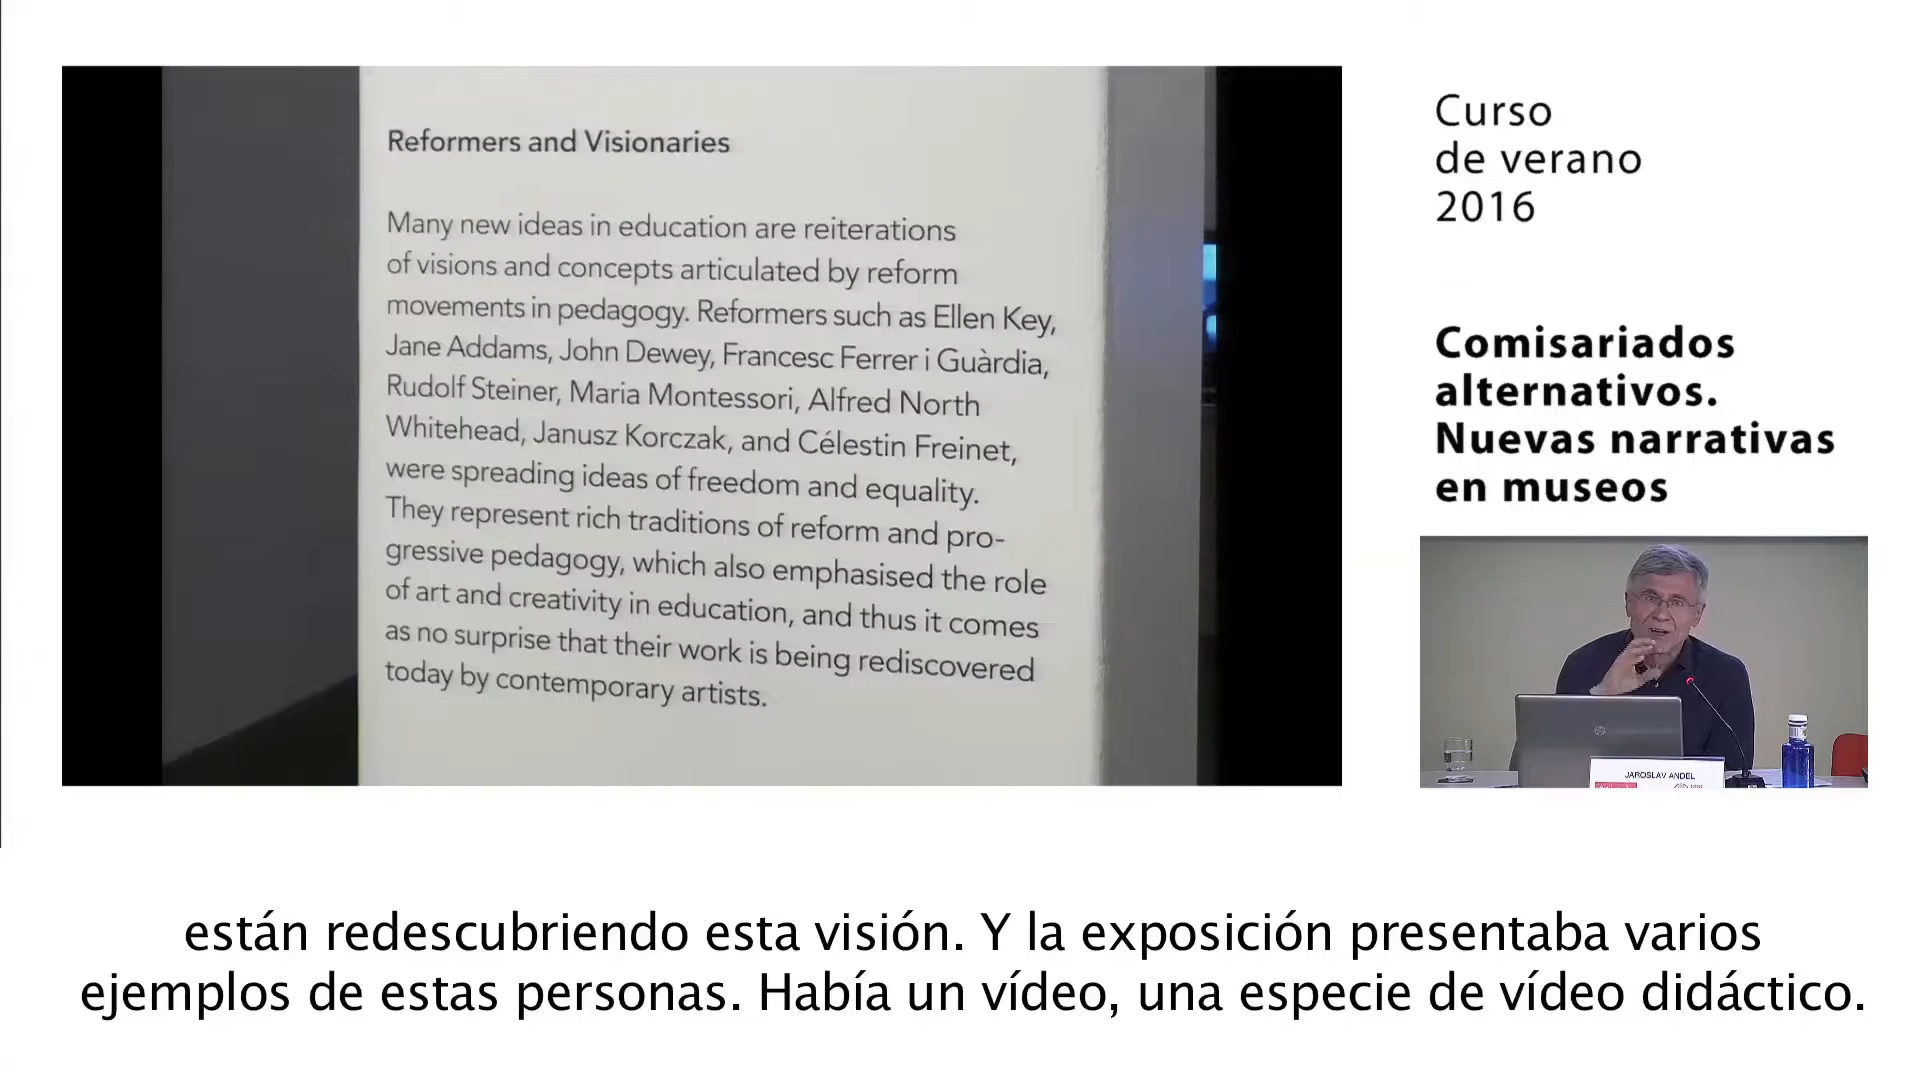 Reformers and Visionaries
Many new ideas in education are reiterations
of visions and concepts articulated by reform
movements in pedagogy. Reformers such as Ellen Key,
Jane Addams, John Dewey, Francesc Ferrer i Guàrdia,
Rudolf Steiner, Maria Montessori, Alfred North
Whitehead, Janusz Korczak, and Célestin Freinet,
were spreading ideas of freedom and equality.
They represent rich traditions of reform and pro-
gressive pedagogy, which also emphasised the role
of art and creativity in education, and thus it comes
as no surprise that their work is being rediscovered
today by contemporary artists.
Curso
de verano
2016
Comisariados
alternativos.
Nuevas narrativas
en museos
JAROSLAV ANDEL
están redescubriendo esta visión. Y la exposición presentaba varios
ejemplos de estas personas. Había un vídeo, una especie de vídeo didáctico.